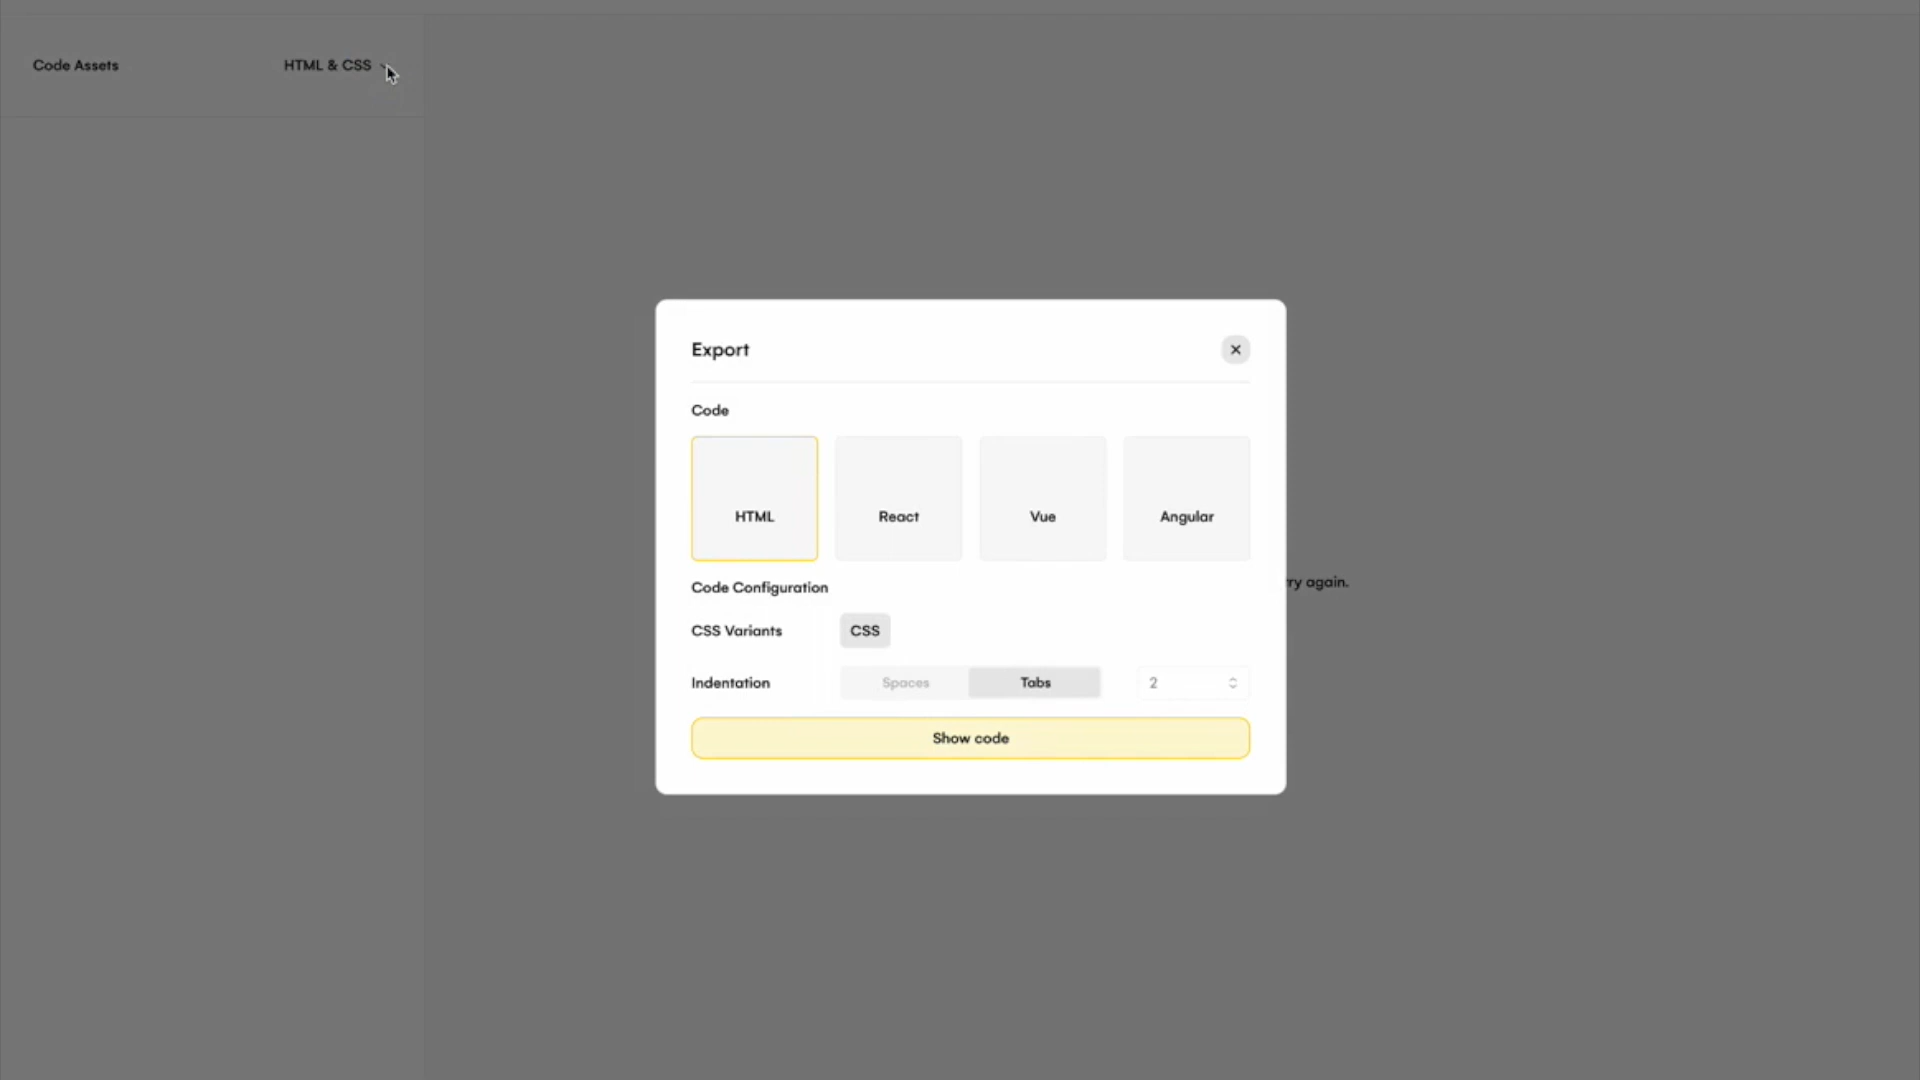 Code Assets
HTML & CSS
Export
Code
HTML
React
Vue
Angular
Code Configuration
try again.
CSS Variants
CSS
Indentation
Spaces
Tabs
2
Show code